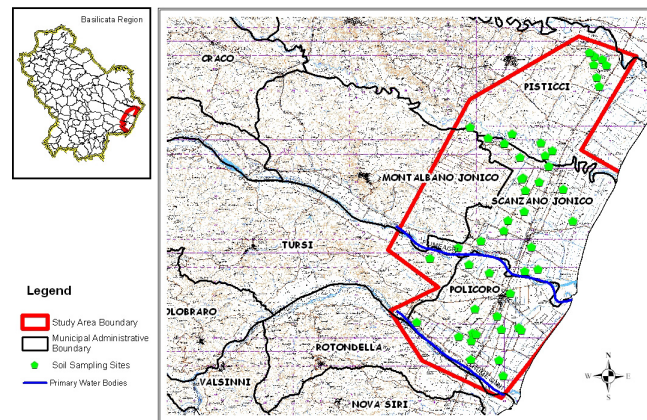 Basilicata Region
CRACO
PISTICCI
MONTALBANO JONICO
SCANZANO JONICO
TURSI
POLICORO
OLOBRARO
ROTONDELLA
VALSINNI
NOVA SIRI
Legend
Study Area Boundary
Municipal Administrative
Boundary
Soil Sampling Sites
Primary Water Bodies
N
W
E
S